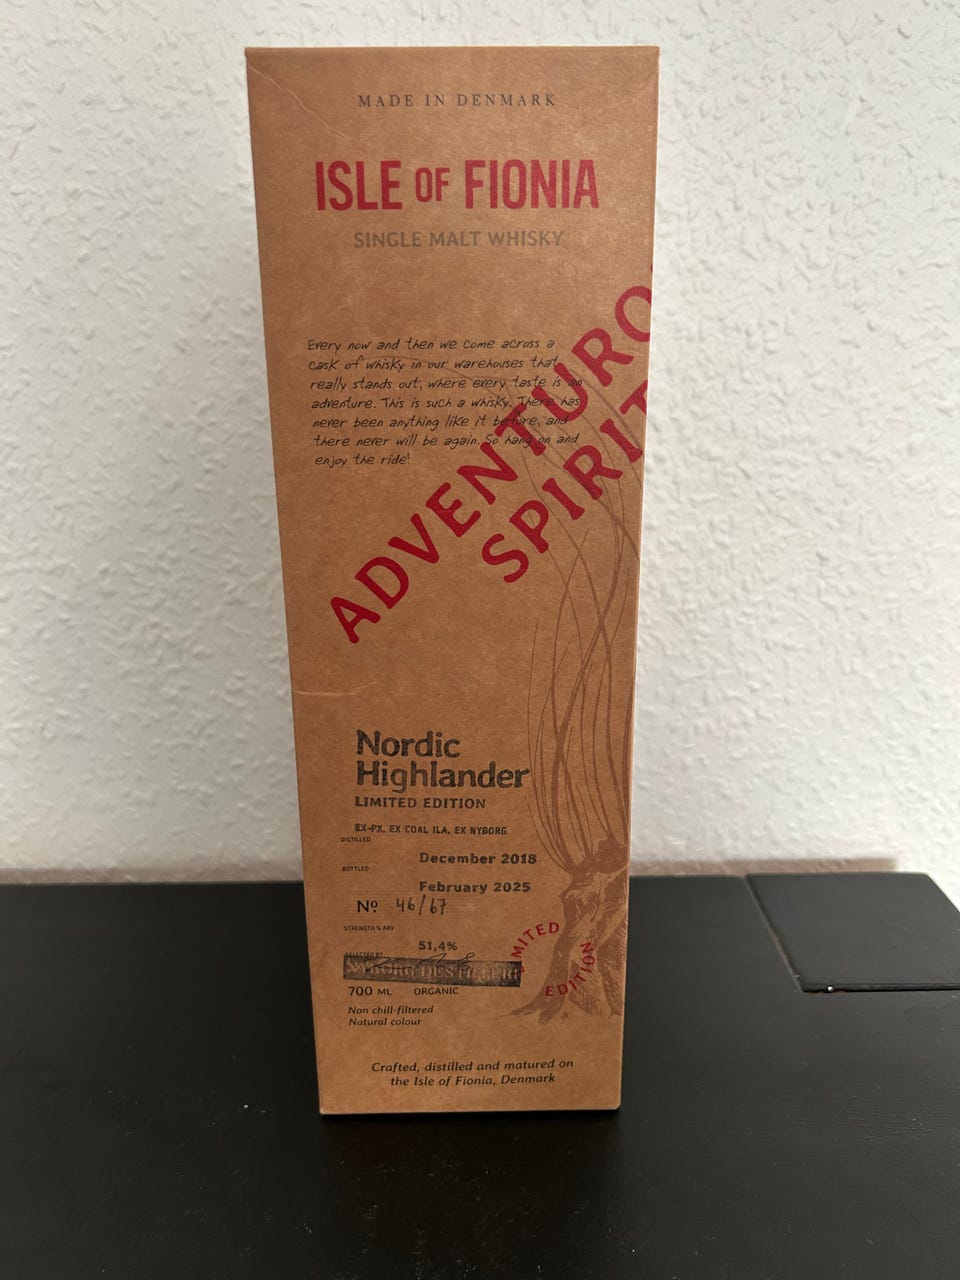 MADE IN DENMARK
ISLE OF FIONIA
SINGLE MALT WHISKY
Every now and then we come across a
cask of whisky in our warehouses that
really stands out, where every taste is an
adventure. This is such a whisky. There has
never been anything like it before, and
there never will be again. So hang on and
enjoy the ride!
ADVENTURO
SPIRIT
Nordic
Highlander
LIMITED EDITION
EX-PX, EX COAL ILA, EX NYBORG
DISTILLED
December 2018
BOTTLED
February 2025
Nº 46/67
STRENGTH % ABV
51,4%
SELECTED BY
NYBORG DESTILLERI
LIMITED
EDITION
700 ML ORGANIC
Non chill-filtered
Natural colour
Crafted, distilled and matured on
the Isle of Fionia, Denmark